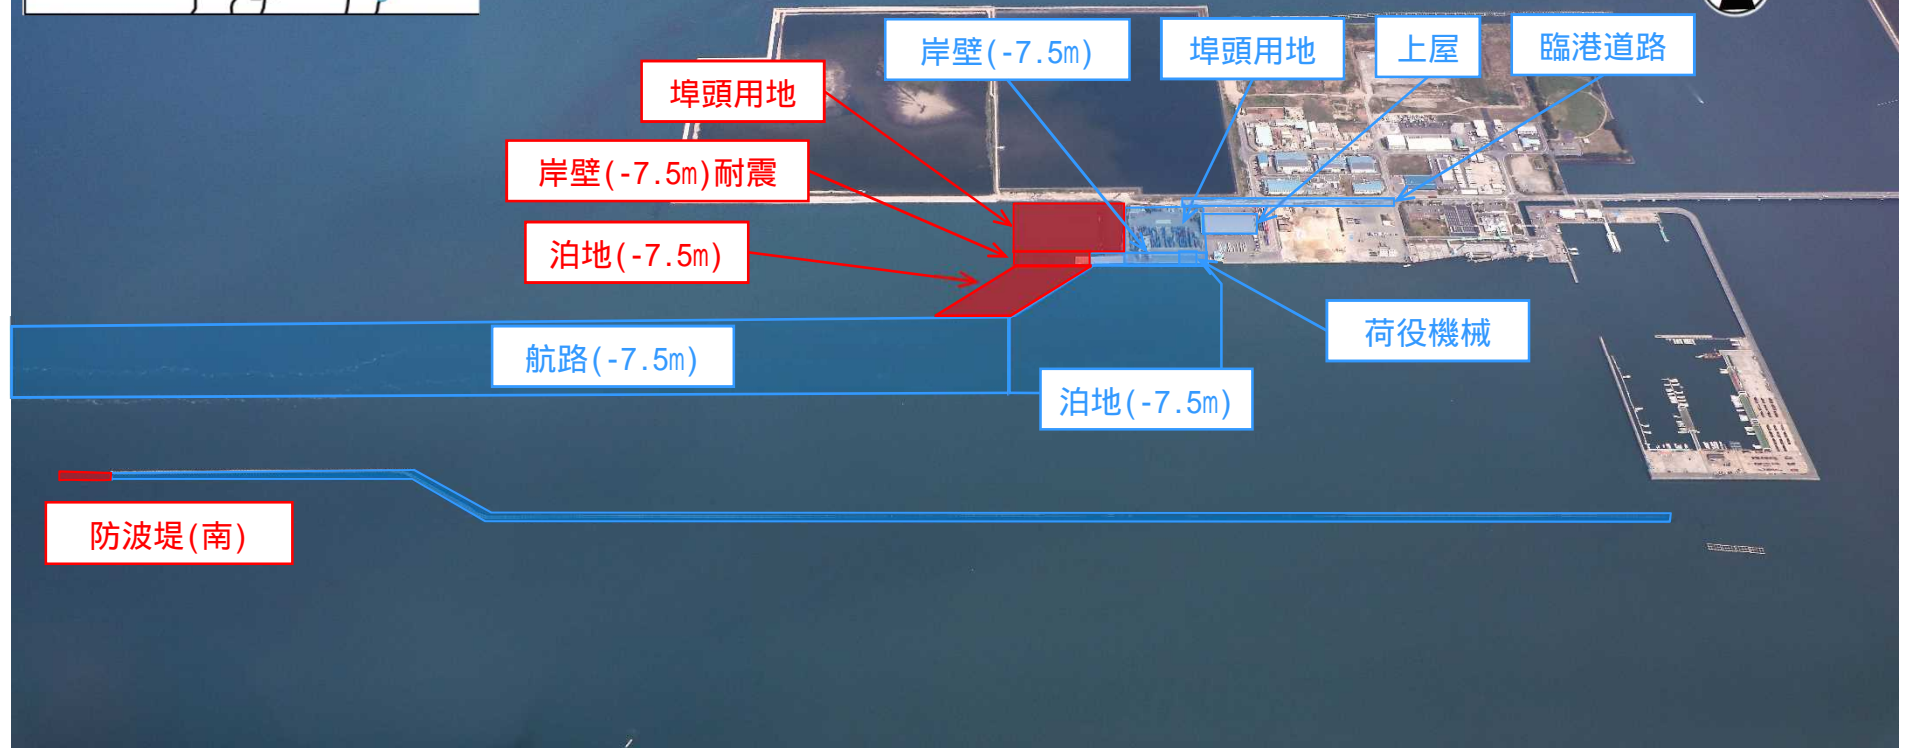 岸壁(-7.5m)
埠頭用地
上屋
臨港道路
埠頭用地
岸壁(-7.5m)耐震
泊地(-7.5m)
荷役機械
航路(-7.5m)
泊地(-7.5m)
防波堤(南)